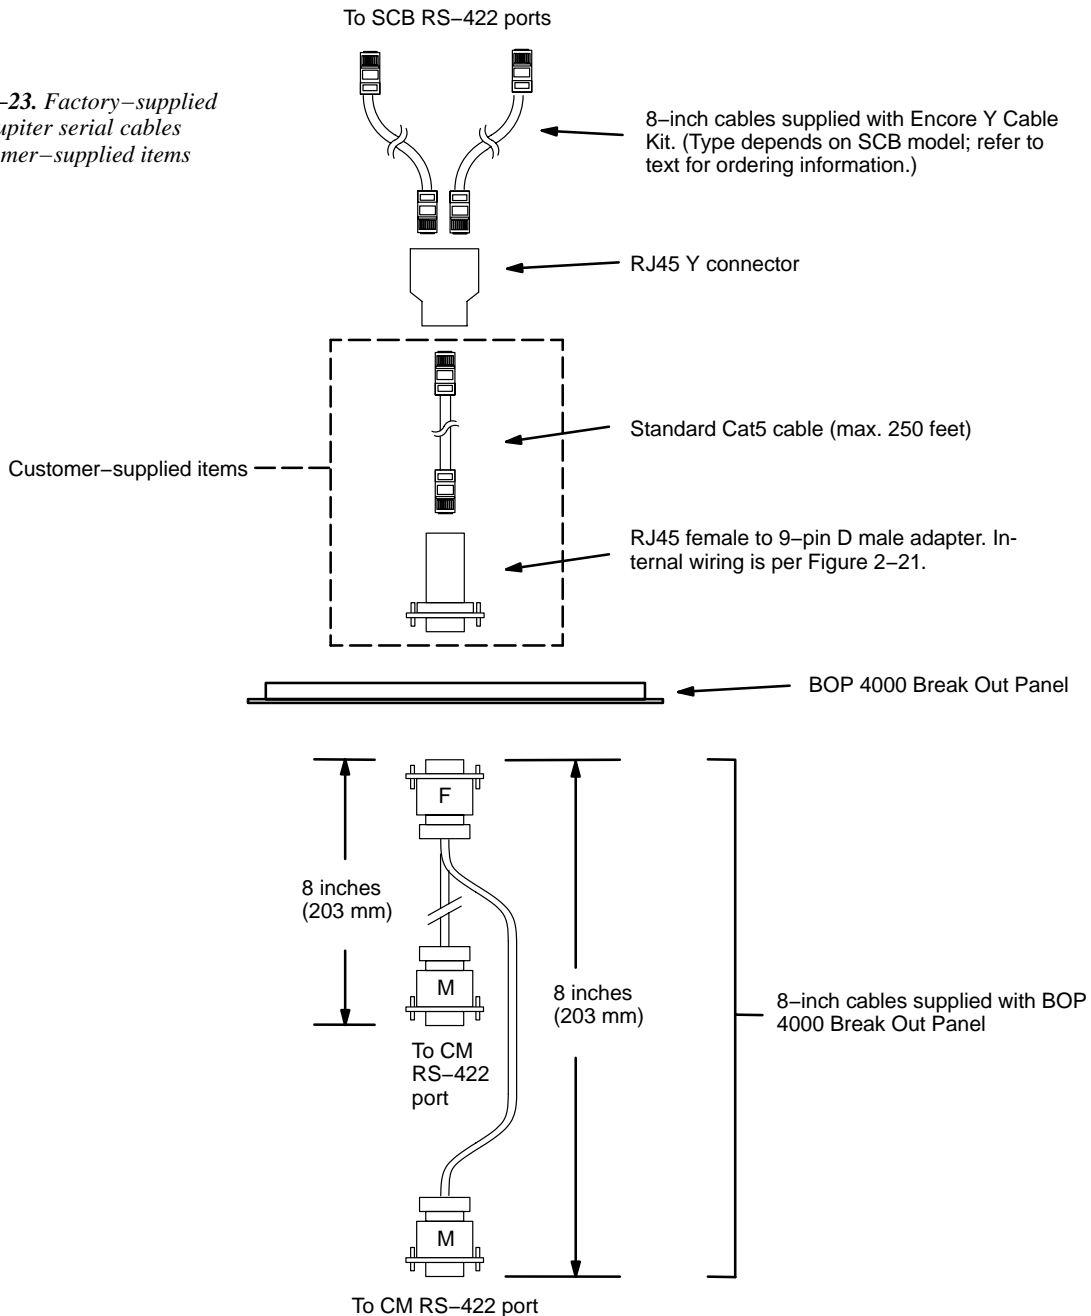 To SCB RS−422 ports
−23. Factory−supplied
upiter serial cables
mer−supplied items
8−inch cables supplied with Encore Y Cable
Kit. (Type depends on SCB model; refer to
text for ordering information.)
RJ45 Y connector
Standard Cat5 cable (max. 250 feet)
Customer−supplied items
RJ45 female to 9−pin D male adapter. In-
ternal wiring is per Figure 2−21.
BOP 4000 Break Out Panel
F
8 inches
(203 mm)
M
8 inches
(203 mm)
8−inch cables supplied with BOP
4000 Break Out Panel
To CM
RS−422
port
M
To CM RS−422 port